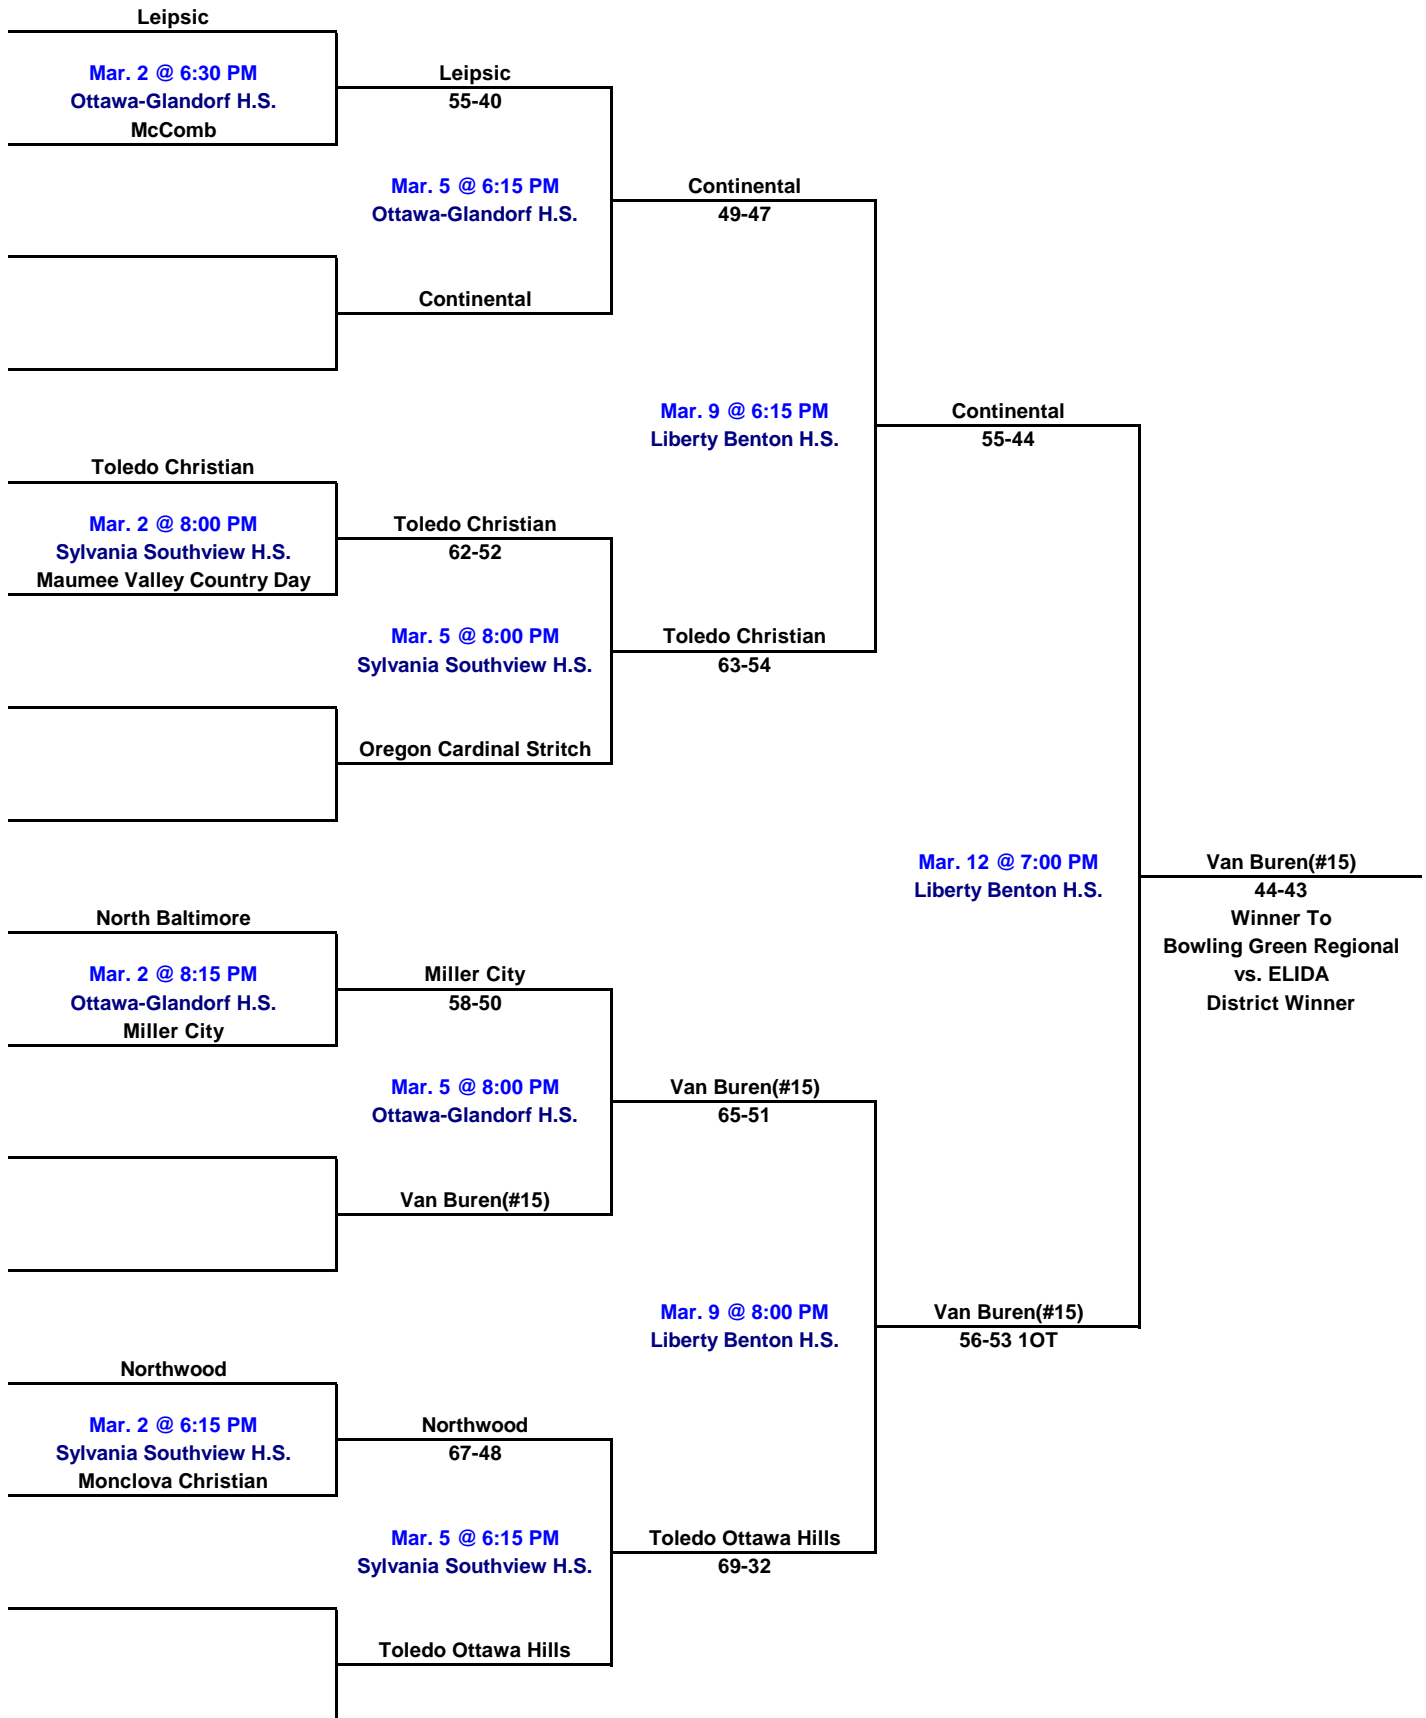 Leipsic
Mar. 2 @ 6:30 PM
Ottawa-Glandorf H.S.
McComb
Leipsic
55-40
Mar. 5 @ 6:15 PM
Ottawa-Glandorf H.S.
Continental
Continental
49-47
Mar. 9 @ 6:15 PM
Liberty Benton H.S.
Continental
55-44
Toledo Christian
Mar. 2 @ 8:00 PM
Sylvania Southview H.S.
Maumee Valley Country Day
Toledo Christian
62-52
Mar. 5 @ 8:00 PM
Sylvania Southview H.S.
Oregon Cardinal Stritch
Toledo Christian
63-54
Mar. 12 @ 7:00 PM
Liberty Benton H.S.
Van Buren(#15)
44-43
Winner To
Bowling Green Regional
vs. ELIDA
District Winner
North Baltimore
Mar. 2 @ 8:15 PM
Ottawa-Glandorf H.S.
Miller City
Miller City
58-50
Mar. 5 @ 8:00 PM
Ottawa-Glandorf H.S.
Van Buren(#15)
Van Buren(#15)
65-51
Mar. 9 @ 8:00 PM
Liberty Benton H.S.
Van Buren(#15)
56-53 1OT
Northwood
Mar. 2 @ 6:15 PM
Sylvania Southview H.S.
Monclova Christian
Northwood
67-48
Mar. 5 @ 6:15 PM
Sylvania Southview H.S.
Toledo Ottawa Hills
Toledo Ottawa Hills
69-32